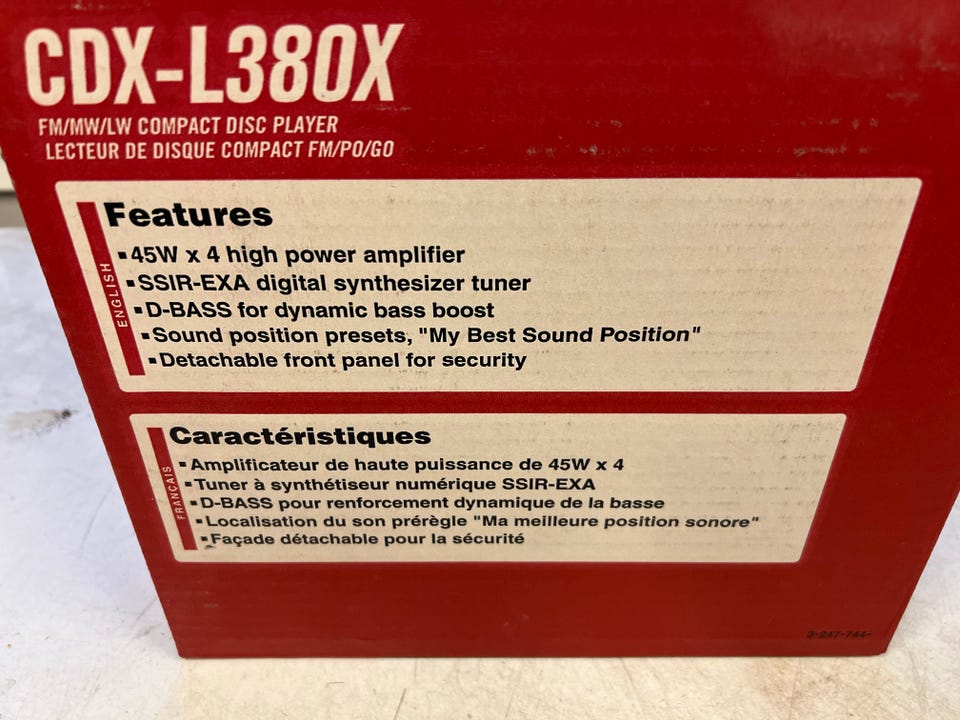 CDX-L380X
FM/MW/LW COMPACT DISC PLAYER
LECTEUR DE DISQUE COMPACT FM/PO/GO
ENGLISH
Features
▪45W x 4 high power amplifier
▪SSIR-EXA digital synthesizer tuner
▪D-BASS for dynamic bass boost
▪Sound position presets, "My Best Sound Position"
▪Detachable front panel for security
FRANÇAIS
Caractéristiques
▪Amplificateur de haute puissance de 45W x 4
▪Tuner à synthétiseur numérique SSIR-EXA
▪D-BASS pour renforcement dynamique de la basse
▪Localisation du son prérègle "Ma meilleure position sonore"
▪Façade détachable pour la sécurité
3-247-744-